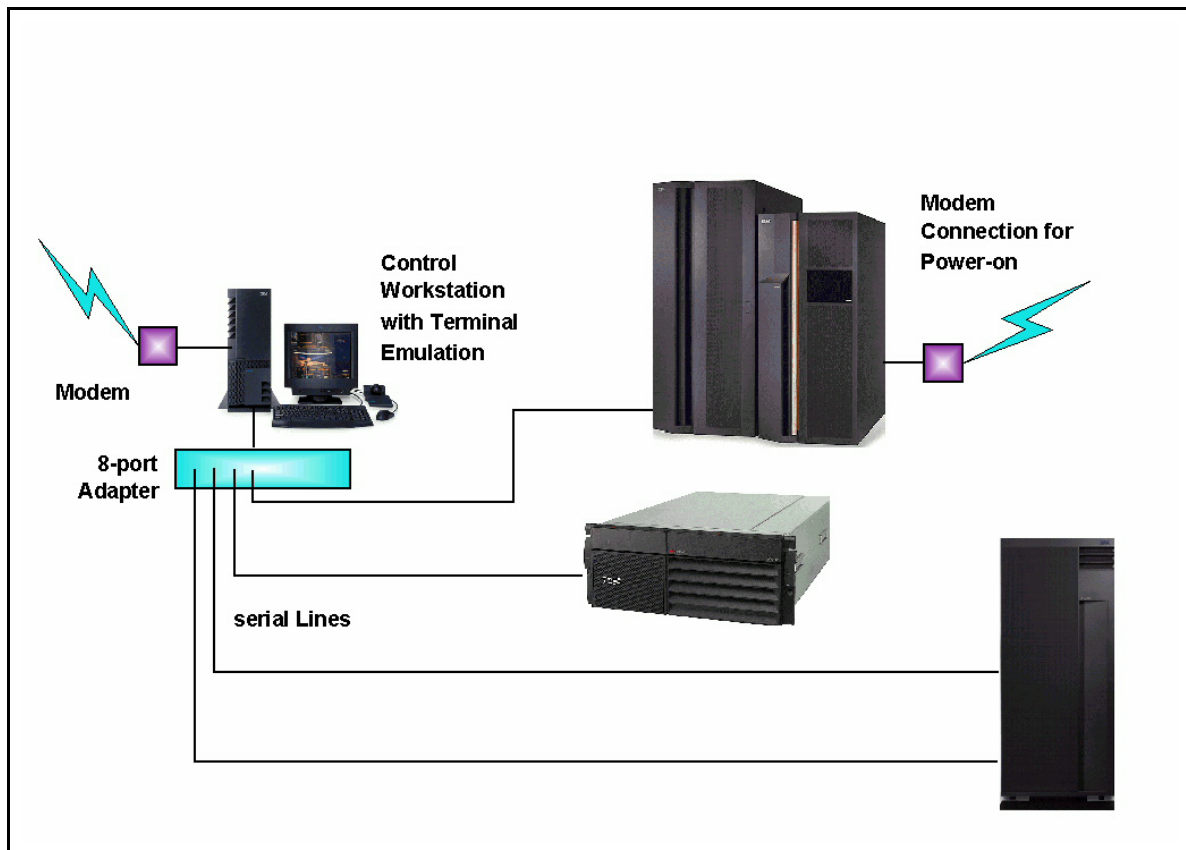 Modem
Connection for
Power-on
Control
Workstation
with Terminal
Emulation
Modem
8-port
Adapter
serial Lines